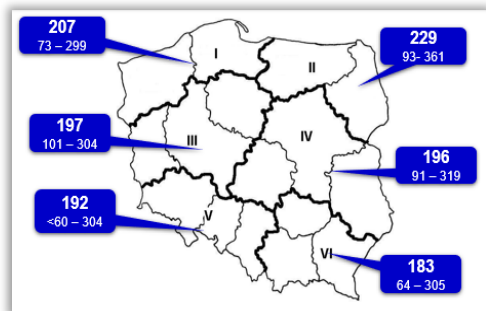 207
73 – 299
I
II
229
93- 361
197
101 – 304
III
IV
196
91 – 319
192
<60 – 304
V
VI
183
64 – 305